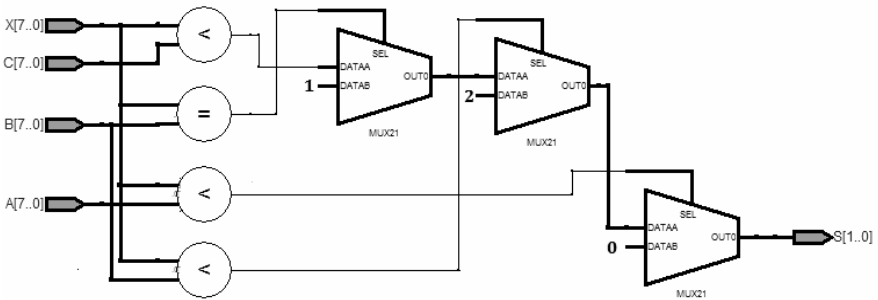 X[7..0]
C[7..0]
B[7..0]
A[7..0]
<
=
<
<
SEL
DATAA
DATAB
OUT0
1
MUX21
SEL
DATAA
DATAB
OUT0
2
MUX21
SEL
DATAA
DATAB
OUT0
0
MUX21
S[1..0]